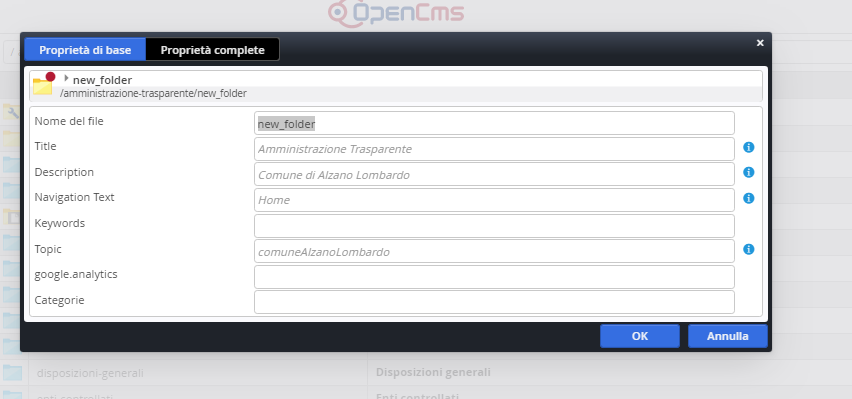 OpenCms
Proprietà di base
Proprietà complete
×
new_folder
/amministrazione-trasparente/new_folder
Nome del file
new_folder
Title
Amministrazione Trasparente
Description
Comune di Alzano Lombardo
Navigation Text
Home
Keywords
Topic
comuneAlzanoLombardo
google.analytics
Categorie
OK
Annulla
disposizioni-generali
Disposizioni generali
enti-controllati
Enti controllati